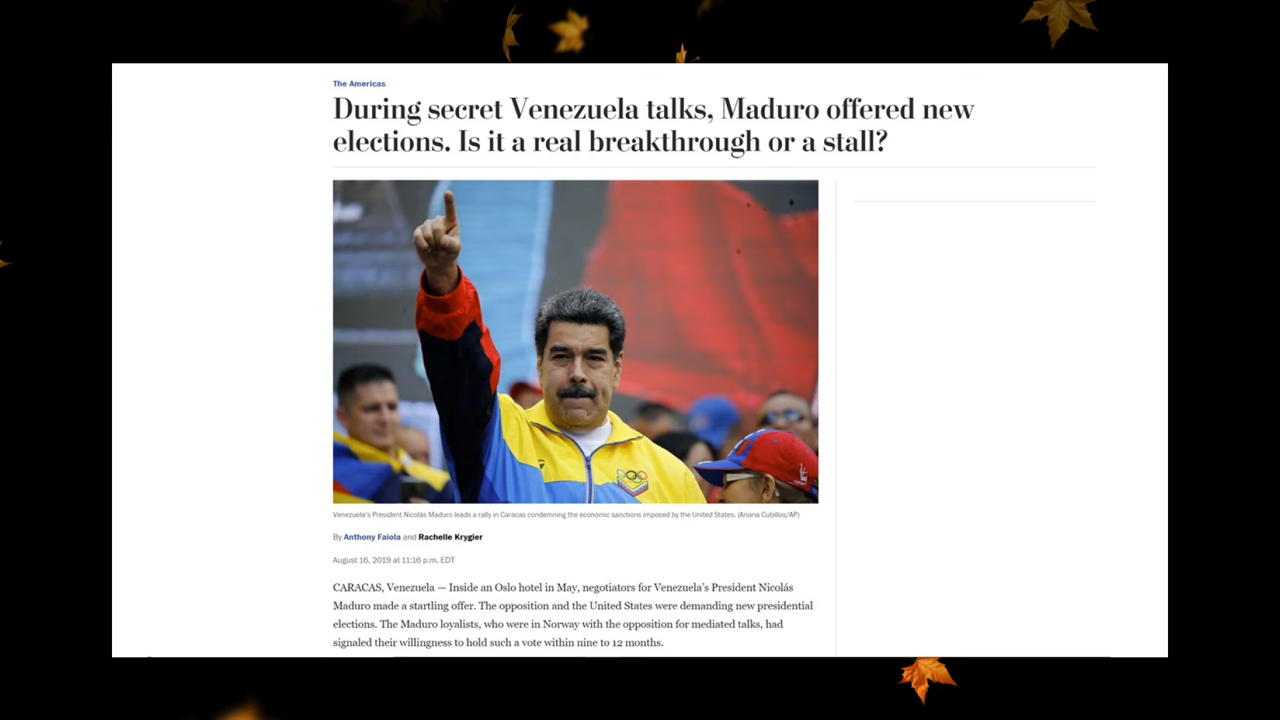 The Americas
During secret Venezuela talks, Maduro offered new
elections. Is it a real breakthrough or a stall?
Venezuela's President Nicolás Maduro leads a rally in Caracas condemning the economic sanctions imposed by the United States. (Ariana Cubillos/AP)
By Anthony Faiola and Rachelle Krygier
August 16, 2019 at 11:16 p.m. EDT
CARACAS, Venezuela — Inside an Oslo hotel in May, negotiators for Venezuela’s President Nicolás
Maduro made a startling offer. The opposition and the United States were demanding new presidential
elections. The Maduro loyalists, who were in Norway with the opposition for mediated talks, had
signaled their willingness to hold such a vote within nine to 12 months.